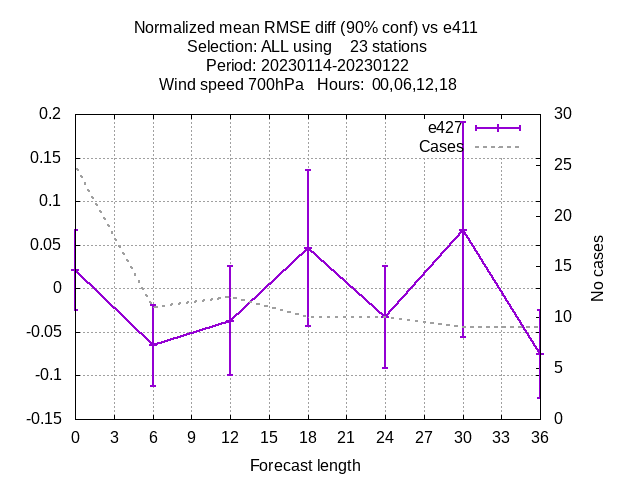 Normalized mean RMSE diff (90% conf) vs e411
Selection: ALL using    23 stations
Period: 20230114-20230122
Wind speed 700hPa   Hours:  00,06,12,18
0.2
0.15
0.1
0.05
0
-0.05
-0.1
-0.15
e427
Cases
30
25
20
15
10
5
0
No cases
0 3 6 9 12 15 18 21 24 27 30 33 36
Forecast length